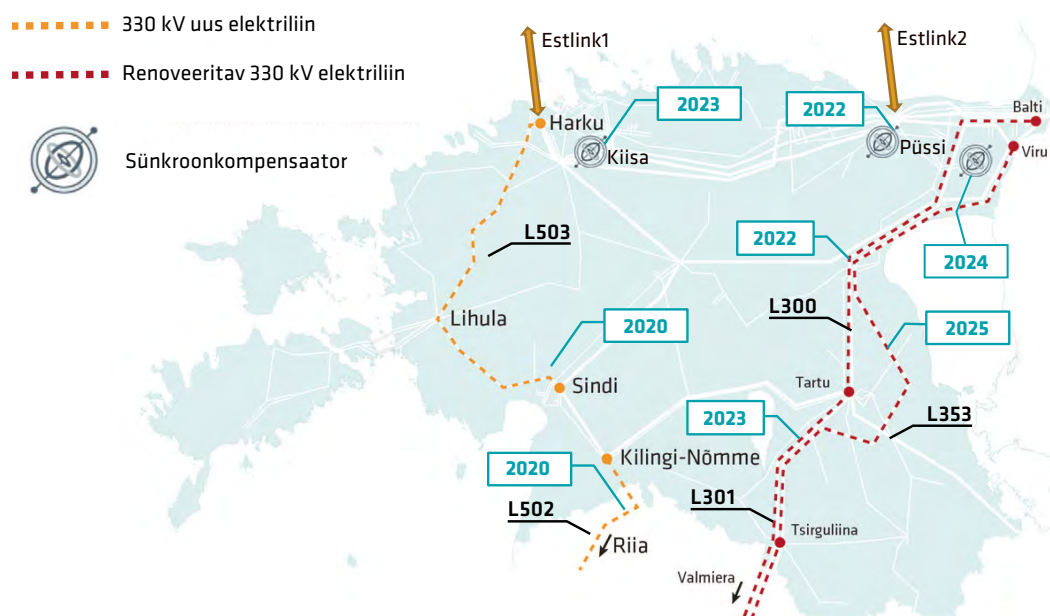 330 kV uus elektriliin
Renoveeritav 330 kV elektriliin
Sünkroonkompensaator
Estlink1
Estlink2
2023
2022
Harku
Kiisa
Püssi
Balti
Viru
L503
2022
2024
Lihula
2020
L300
2025
Sindi
Tartu
2023
L353
Kilingi-Nõmme
2020
L502
L301
Riia
Tsirguliina
Valmiera